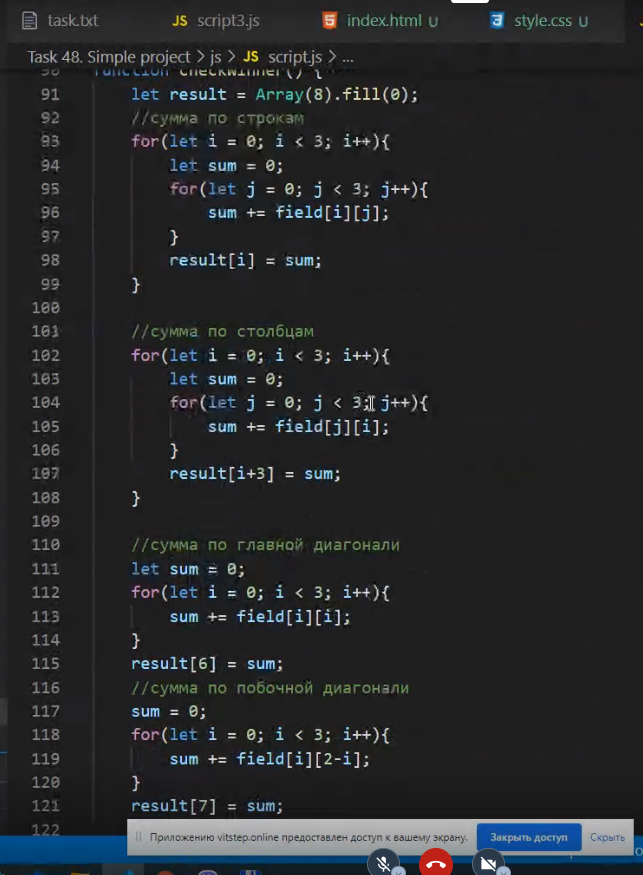 task.txt
JS script3.js
index.html U
style.css U
Task 48. Simple project > js > JS script.js > ...
90 function checkWinner() {
91 let result = Array(8).fill(0);
92 //сумма по строкам
93 for(let i = 0; i < 3; i++){
94 let sum = 0;
95 for(let j = 0; j < 3; j++){
96 sum += field[i][j];
97 }
98 result[i] = sum;
99 }
100
101 //сумма по столбцам
102 for(let i = 0; i < 3; i++){
103 let sum = 0;
104 for(let j = 0; j < 3; j++){
105 sum += field[j][i];
106 }
107 result[i+3] = sum;
108 }
109
110 //сумма по главной диагонали
111 let sum = 0;
112 for(let i = 0; i < 3; i++){
113 sum += field[i][i];
114 }
115 result[6] = sum;
116 //сумма по побочной диагонали
117 sum = 0;
118 for(let i = 0; i < 3; i++){
119 sum += field[i][2-i];
120 }
121 result[7] = sum;
122
Приложению vitstep.online предоставлен доступ к вашему экрану.
Закрыть доступ
Скрыть